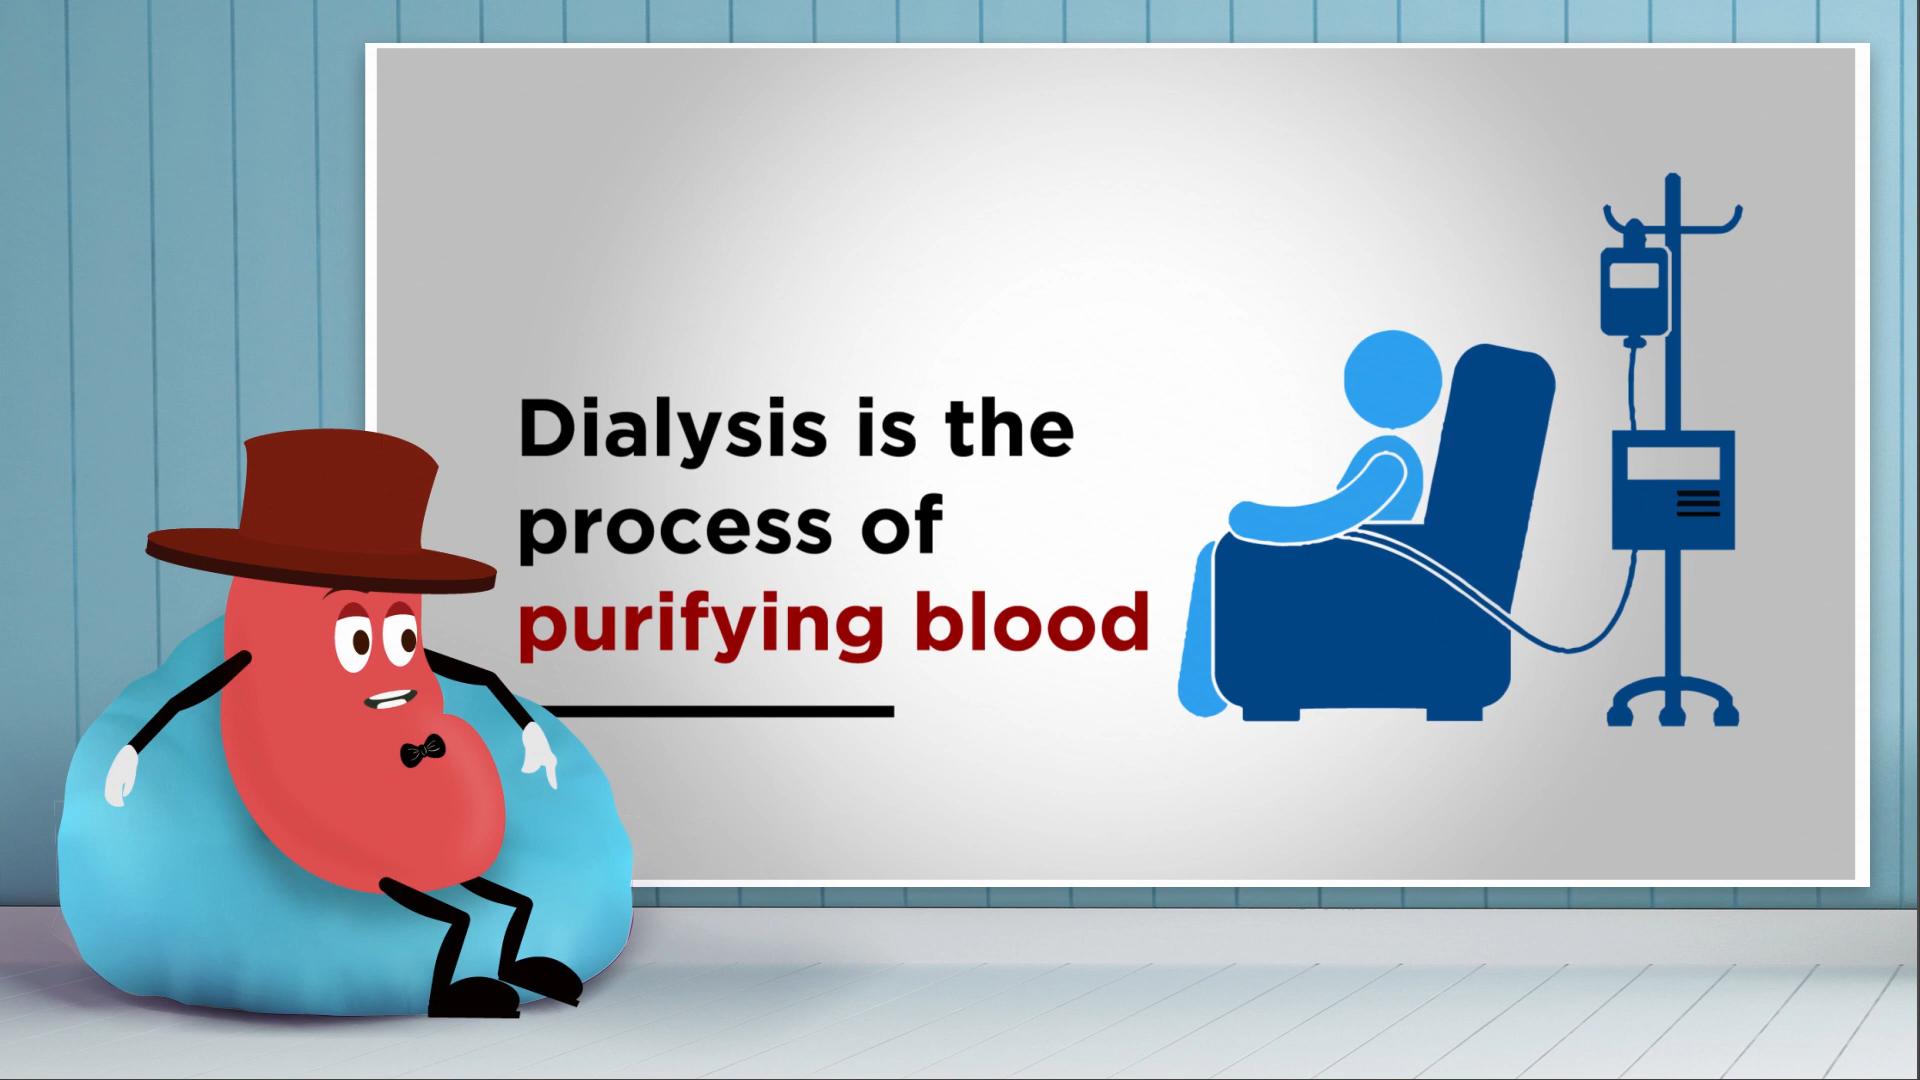 Dialysis is the
process of
purifying blood